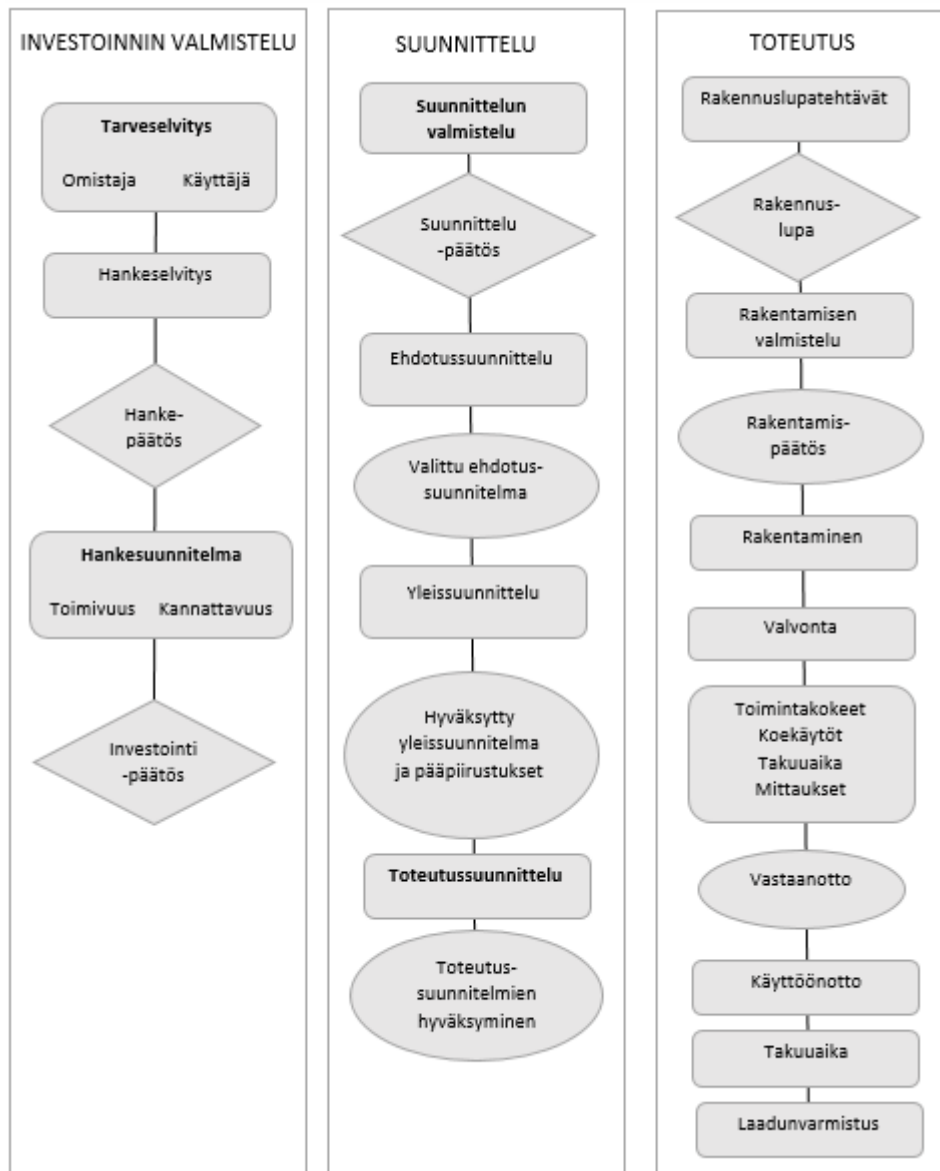 INVESTOINNIN VALMISTELU
Tarveselvitys
Omistaja Käyttäjä
Hankeselvitys
Hanke-
päätös
Hankesuunnitelma
Toimivuus Kannattavuus
Investointi
-päätös
SUUNNITTELU
Suunnittelun
valmistelu
Suunnittelu
-päätös
Ehdotussuunnittelu
Valittu ehdotus-
suunnitelma
Yleissuunnittelu
Hyväksytty
yleissuunnitelma
ja pääpiirustukset
Toteutussuunnittelu
Toteutus-
suunnitelmien
hyväksyminen
TOTEUTUS
Rakennuslupatehtävät
Rakennus-
lupa
Rakentamisen
valmistelu
Rakentamis-
päätös
Rakentaminen
Valvonta
Toimintakokeet
Koekäytöt
Takuuaika
Mittaukset
Vastaanotto
Käyttöönotto
Takuuaika
Laadunvarmistus